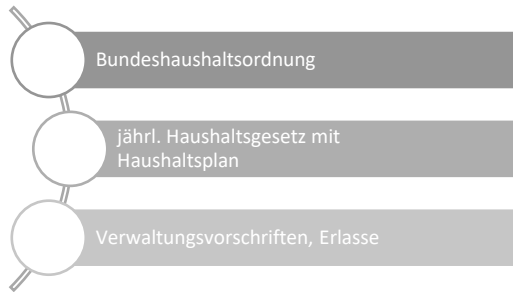 Bundeshaushaltsordnung
jährl. Haushaltsgesetz mit
Haushaltsplan
Verwaltungsvorschriften, Erlasse